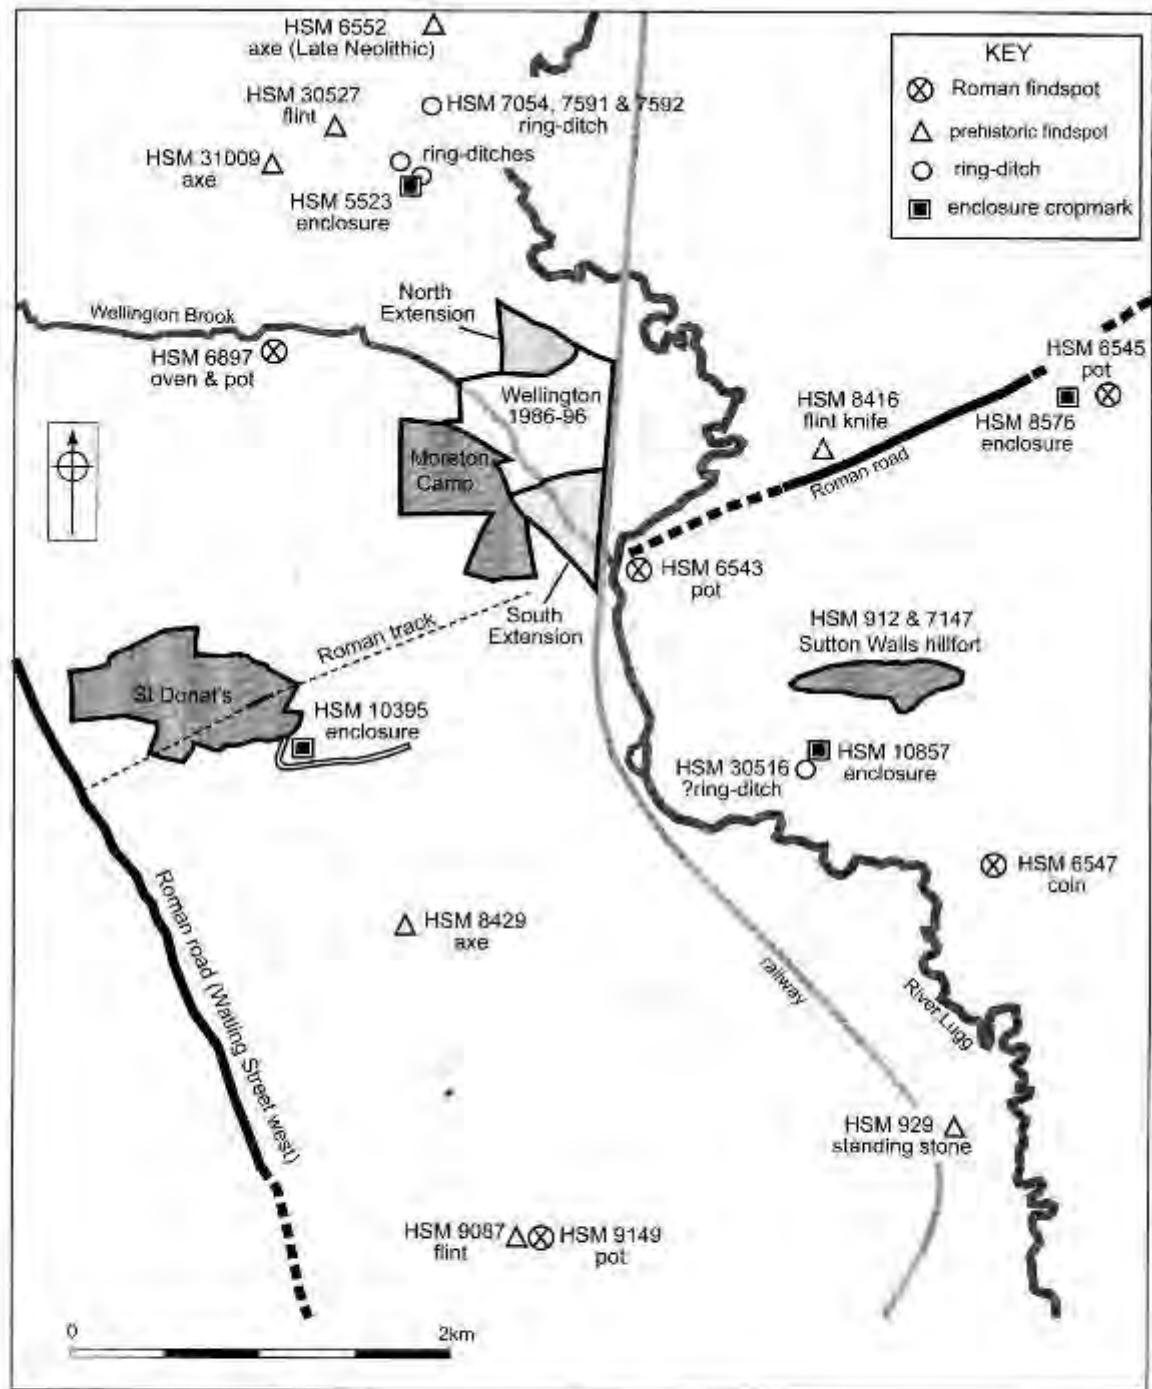 HSM 6552
axe (Late Neolithic)
HSM 30527
flint
HSM 7054, 7591 & 7592
ring-ditch
HSM 31009
axe
ring-ditches
HSM 5523
enclosure
KEY
Roman findspot
prehistoric findspot
ring-ditch
enclosure cropmark
North
Extension
Wellington Brook
HSM 6897
oven & pot
Wellington
1986-96
Moreton
Camp
HSM 6545
pot
HSM 8416
flint knife
HSM 8576
enclosure
Roman road
HSM 6543
pot
South
Extension
HSM 912 & 7147
Sutton Walls hillfort
Roman track
St Donat's
HSM 10395
enclosure
HSM 30516
?ring-ditch
HSM 10857
enclosure
HSM 6547
coin
HSM 8429
axe
Roman road (Watling Street west)
railway
River Lugg
HSM 929
standing stone
HSM 9087
flint
HSM 9149
pot
0
2km